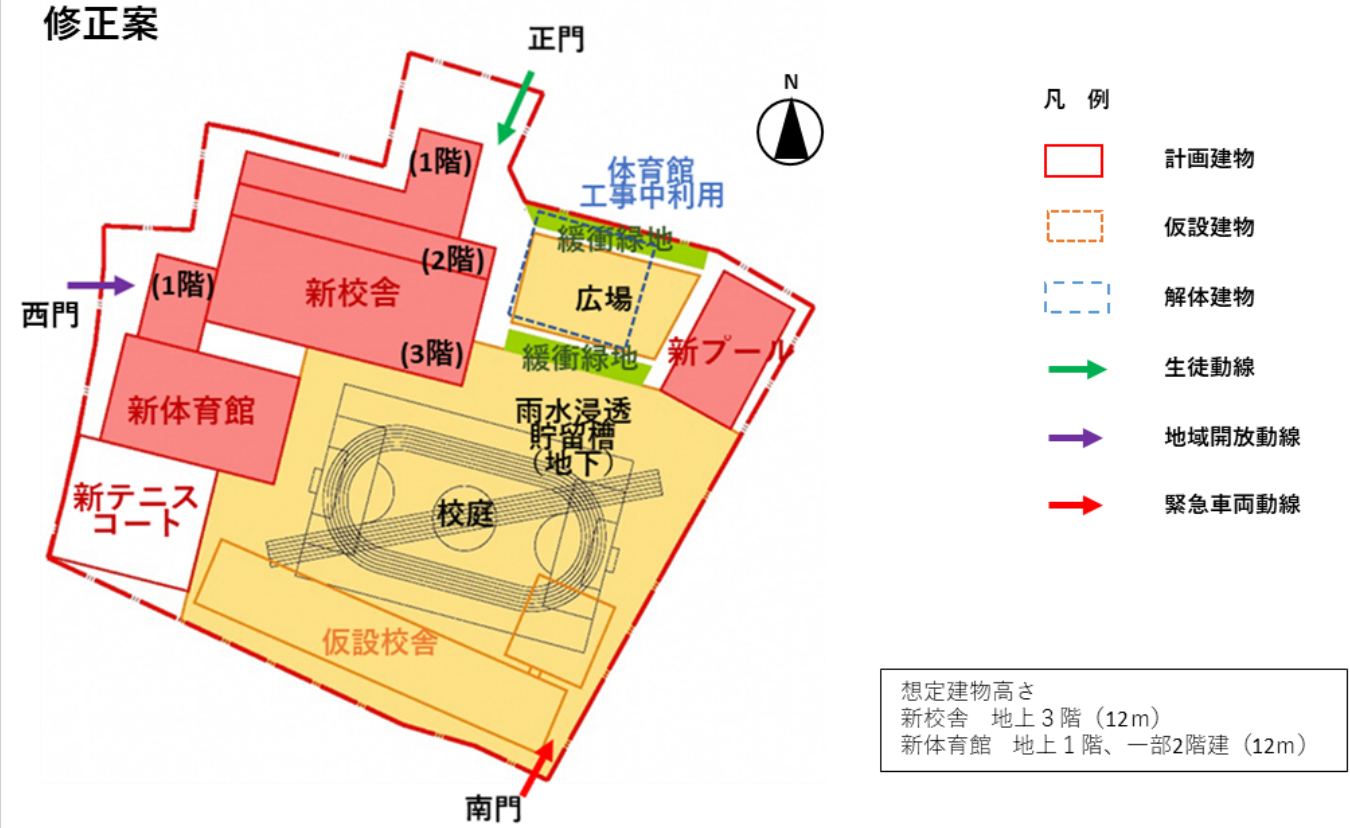 修正案
正門
N
(1階)
体育館
工事中利用
緩衝緑地
(2階)
(1階)
新校舎
広場
西門
(3階)
緩衝緑地
新プール
新体育館
雨水浸透
貯留槽
（地下）
新テニス
コート
校庭
仮設校舎
南門
凡　例
計画建物
仮設建物
解体建物
生徒動線
地域開放動線
緊急車両動線
想定建物高さ
新校舎　地上３階（12ｍ）
新体育館　地上１階、一部2階建（12ｍ）